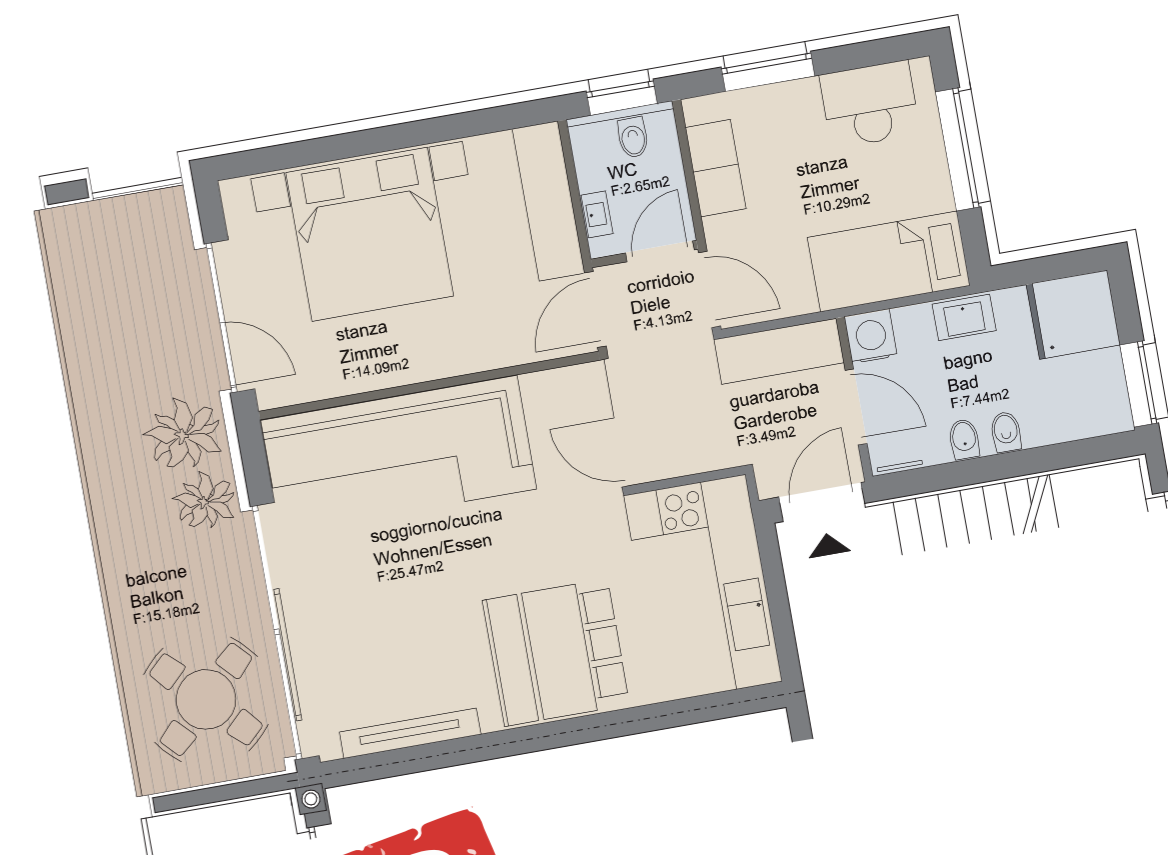 WC
F:2.65m2
stanza
Zimmer
F:10.29m2
corridoio
Diele
F:4.13m2
stanza
Zimmer
F:14.09m2
bagno
Bad
F:7.44m2
guardaroba
Garderobe
F:3.49m2
soggiorno/cucina
Wohnen/Essen
F:25.47m2
balcone
Balkon
F:15.18m2